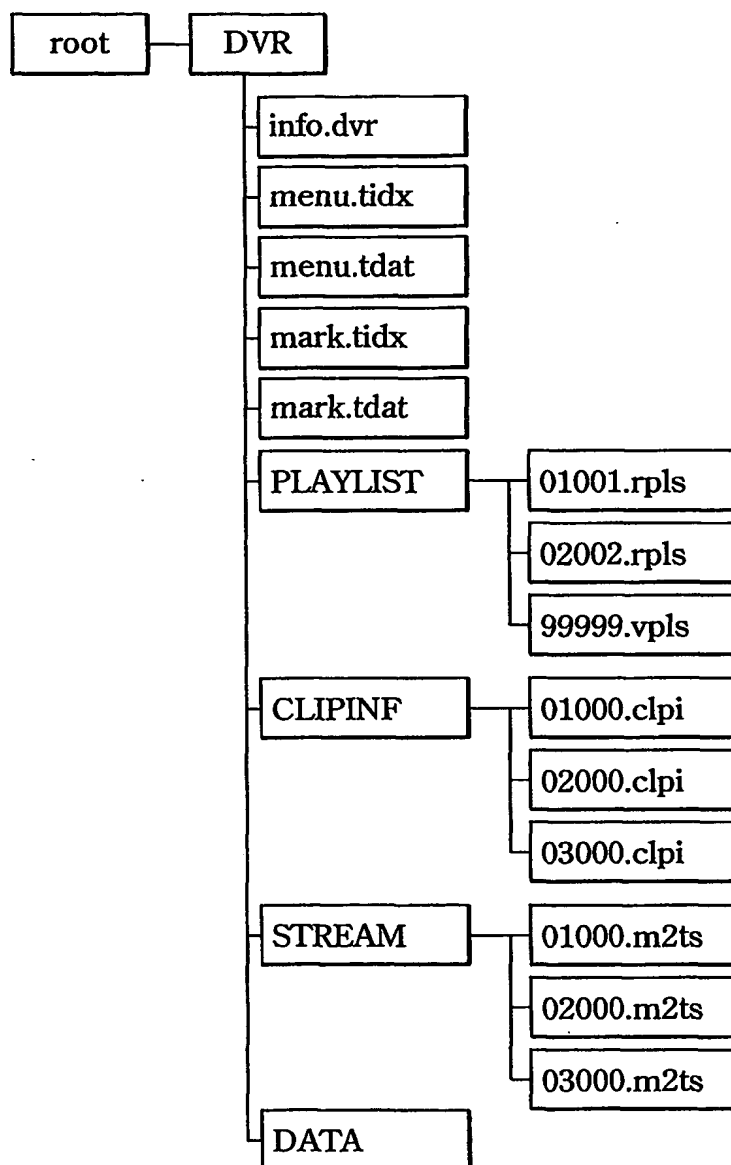 root DVR
info.dvr
menu.tidx
menu.tdat
mark.tidx
mark.tdat
PLAYLIST 01001.rpls
02002.rpls
99999.vpls
CLIPINF 01000.clpi
02000.clpi
03000.clpi
STREAM 01000.m2ts
02000.m2ts
03000.m2ts
DATA